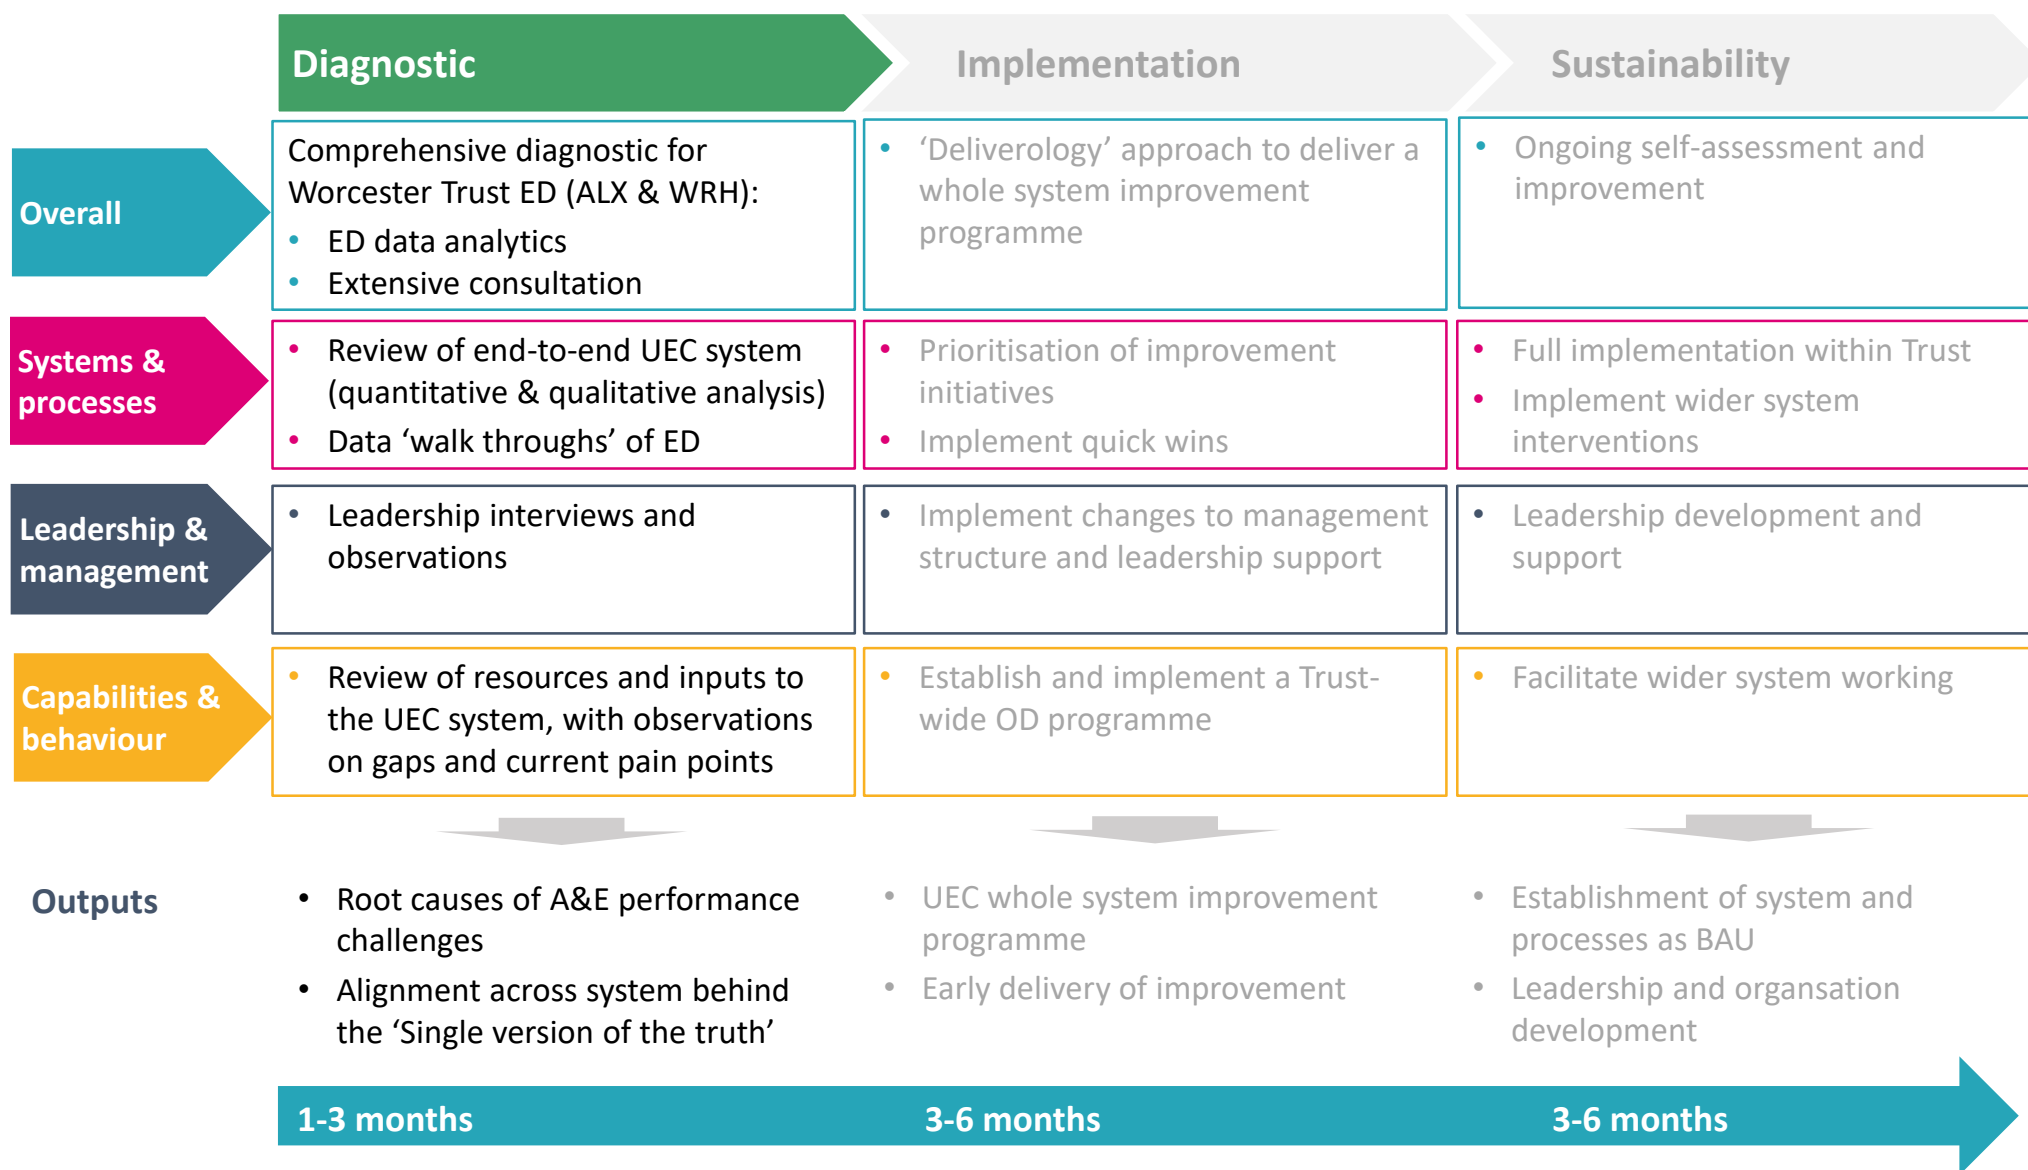 Diagnostic
Implementation
Sustainability
Overall
Comprehensive diagnostic for
Worcester Trust ED (ALX & WRH):
• ED data analytics
• Extensive consultation
• ‘Deliverology’ approach to deliver a
whole system improvement
programme
• Ongoing self-assessment and
improvement
Systems &
processes
• Review of end-to-end UEC system
(quantitative & qualitative analysis)
• Data ‘walk throughs’ of ED
• Prioritisation of improvement
initiatives
• Implement quick wins
• Full implementation within Trust
• Implement wider system
interventions
Leadership &
management
• Leadership interviews and
observations
• Implement changes to management
structure and leadership support
• Leadership development and
support
Capabilities &
behaviour
• Review of resources and inputs to
the UEC system, with observations
on gaps and current pain points
• Establish and implement a Trust-
wide OD programme
• Facilitate wider system working
Outputs
• Root causes of A&E performance
challenges
• Alignment across system behind
the ‘Single version of the truth’
• UEC whole system improvement
programme
• Early delivery of improvement
• Establishment of system and
processes as BAU
• Leadership and organsation
development
1-3 months
3-6 months
3-6 months